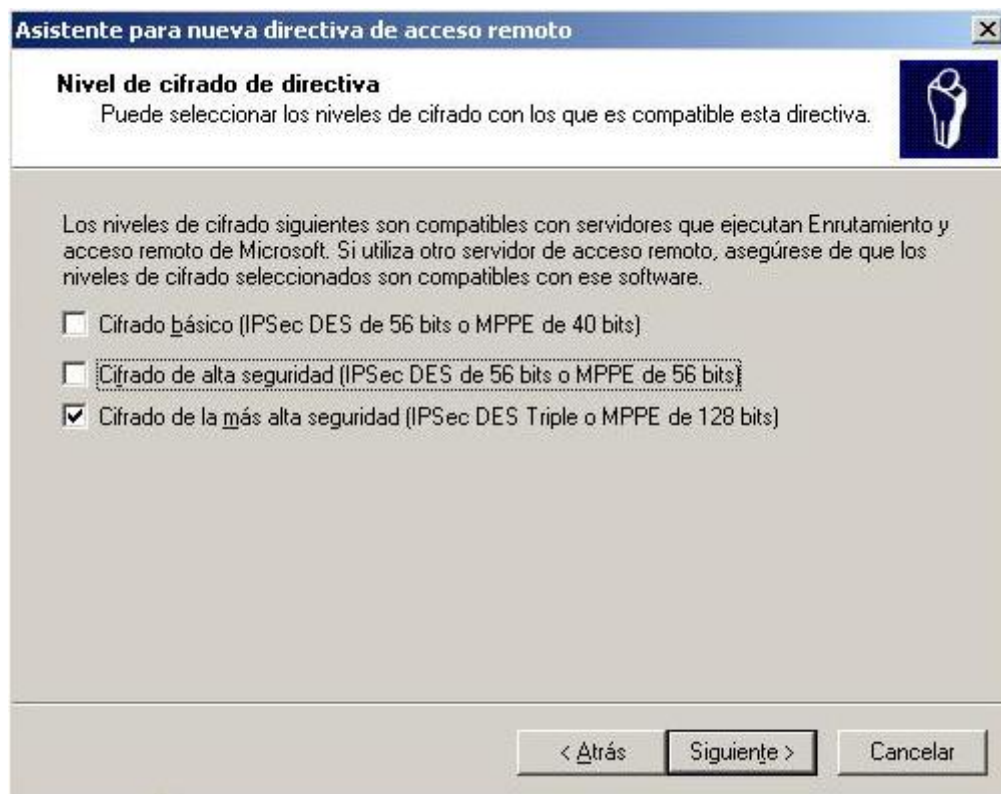 Asistente para nueva directiva de acceso remoto
Nivel de cifrado de directiva
Puede seleccionar los niveles de cifrado con los que es compatible esta directiva.
Los niveles de cifrado siguientes son compatibles con servidores que ejecutan Enrutamiento y
acceso remoto de Microsoft. Si utiliza otro servidor de acceso remoto, asegúrese de que los
niveles de cifrado seleccionados son compatibles con ese software.
Cifrado básico (IPSec DES de 56 bits o MPPE de 40 bits)
Cifrado de alta seguridad (IPSec DES de 56 bits o MPPE de 56 bits)
Cifrado de la más alta seguridad (IPSec DES Triple o MPPE de 128 bits)
< Atrás Siguiente > Cancelar